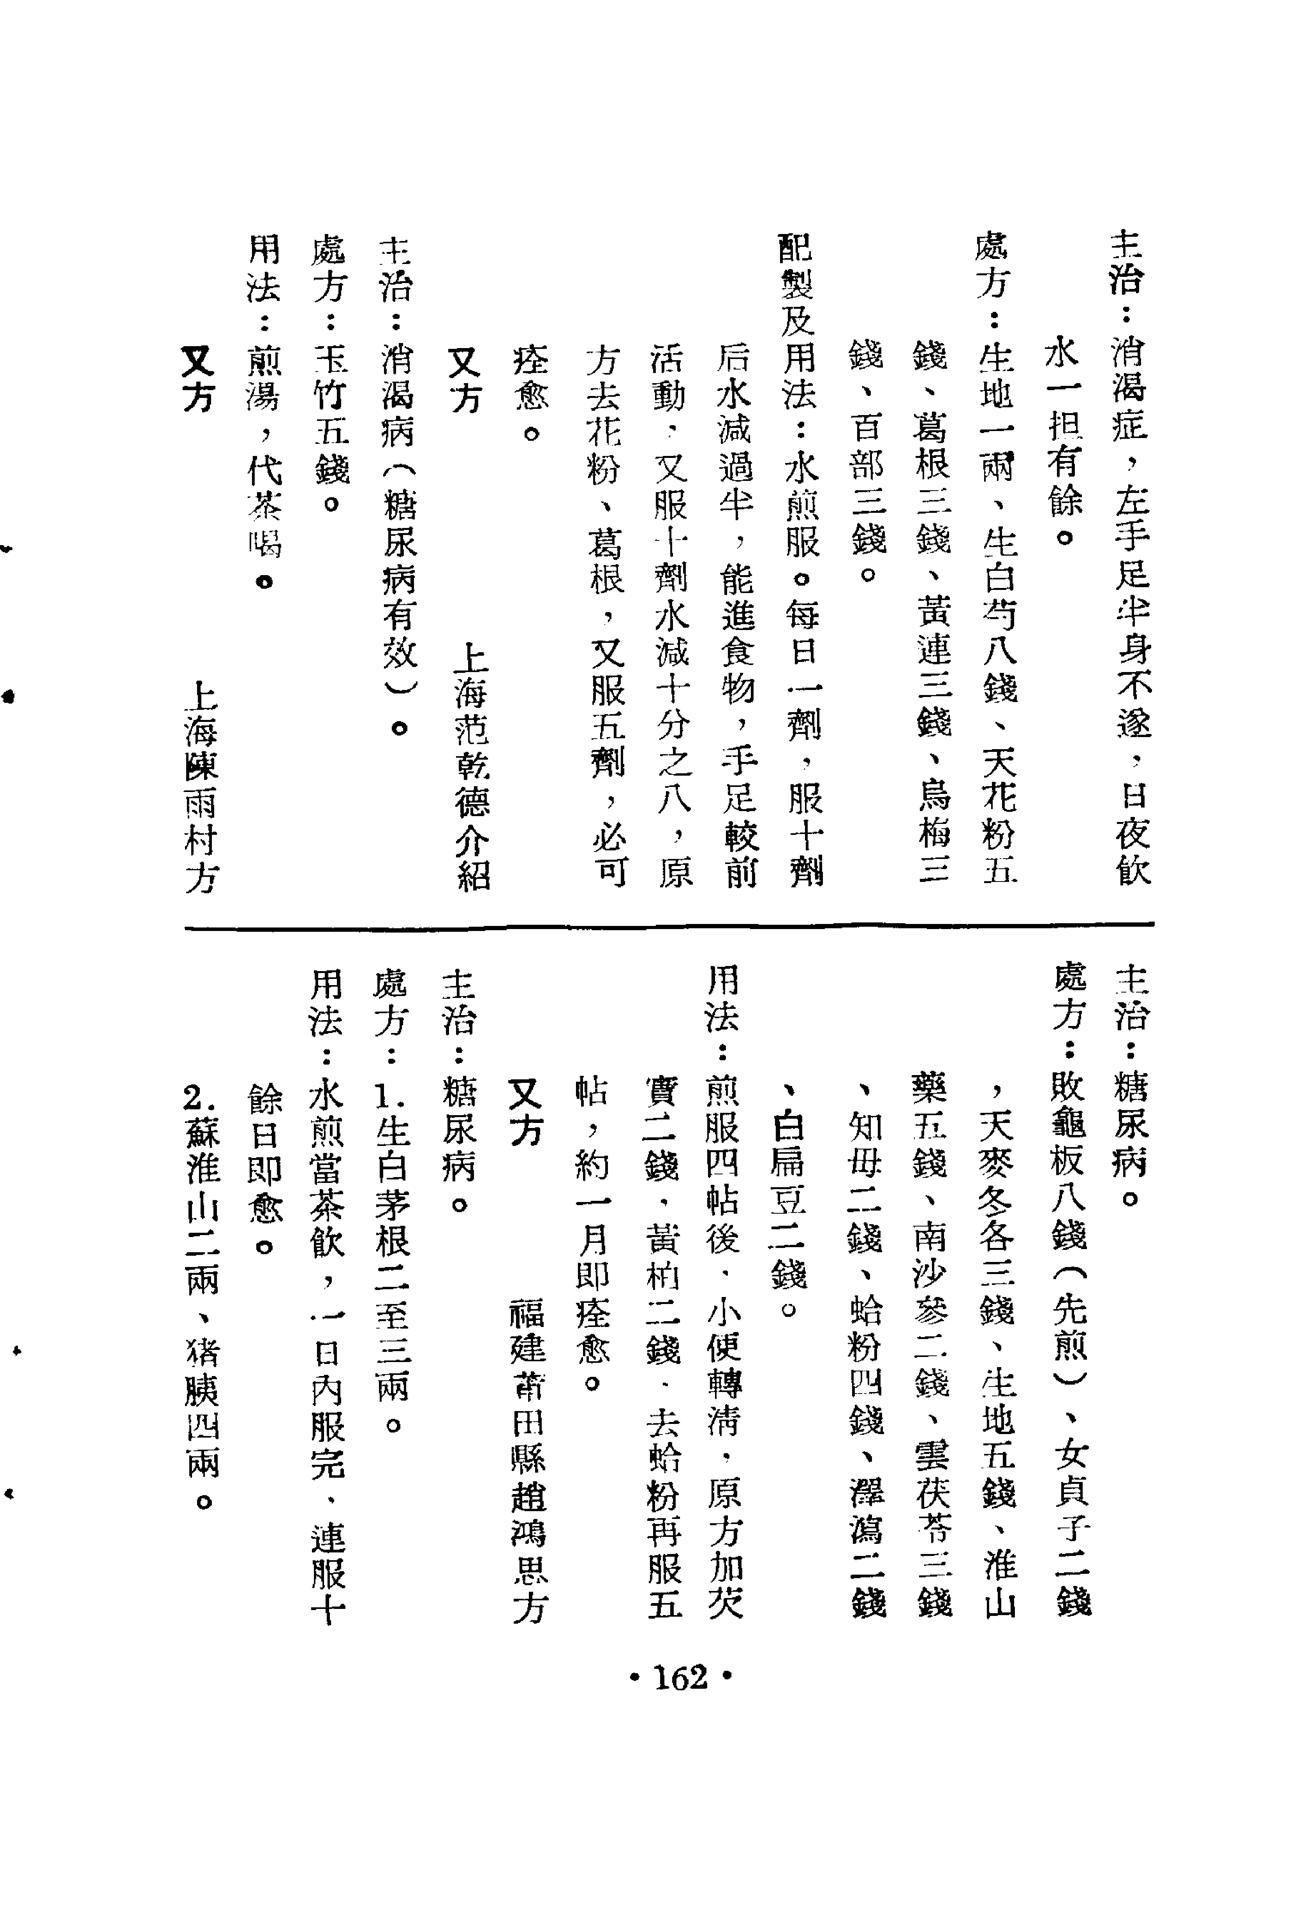 主治：消渴症，左手足半身不遂，日夜飲
水一担有餘。
處方：生地一兩、生白芍八錢、天花粉五
錢、葛根三錢、黃連三錢、烏梅三
錢、百部三錢。
配製及用法：水煎服。每日一劑，服十劑
后水減過半，能進食物，手足較前
活動，又服十劑水減十分之八，原
方去花粉、葛根，又服五劑，必可
痊愈。
又方　　上海范乾德介紹
主治：消渴病（糖尿病有效）。
處方：玉竹五錢。
用法：煎湯，代茶喝。
又方　　上海陳雨村方
主治：糖尿病。
處方：敗龜板八錢（先煎）、女貞子二錢
，天麥冬各三錢、生地五錢、淮山
藥五錢、南沙參二錢、雲茯苓三錢
、知母二錢、蛤粉四錢、澤瀉二錢
、白扁豆二錢。
用法：煎服四帖後，小便轉淸，原方加芡
實二錢，黃柏二錢，去蛤粉再服五
帖，約一月即痊愈。
又方　　福建莆田縣趙鴻思方
主治：糖尿病。
處方：1.生白茅根二至三兩。
用法：水煎當茶飲，一日內服完，連服十
餘日即愈。
2.蘇淮山二兩、猪胰四兩。
·162·